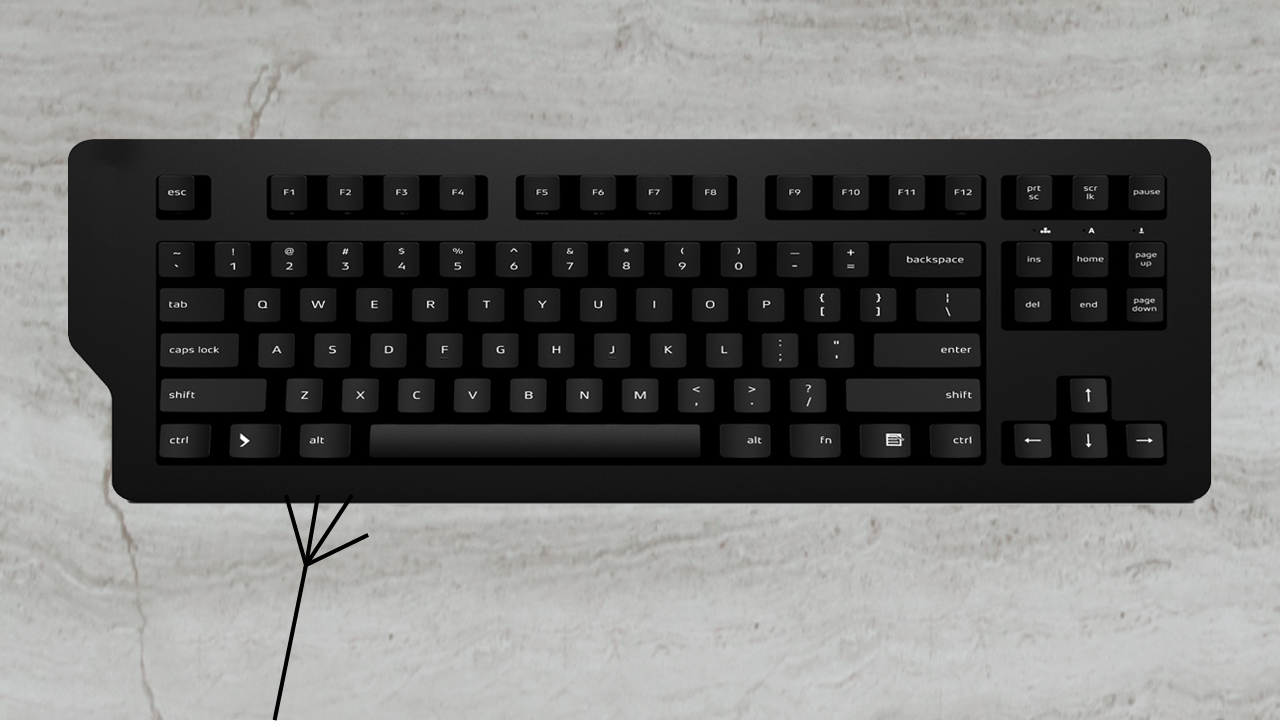 esc F1 F2 F3 F4 F5 F6 F7 F8 F9 F10 F11 F12 prt sc scr lk pause
A
~ ` ! 1 @ 2 # 3 $ 4 % 5 ^ 6 & 7 * 8 ( 9 ) 0 — - + = backspace ins home page up
tab Q W E R T Y U I O P { [ } ] ¦ \ del end page down
caps lock A S D F G H J K L : ; " ' enter
shift Z X C V B N M < , > . ? / shift ↑
ctrl alt alt fn ctrl ← ↓ →